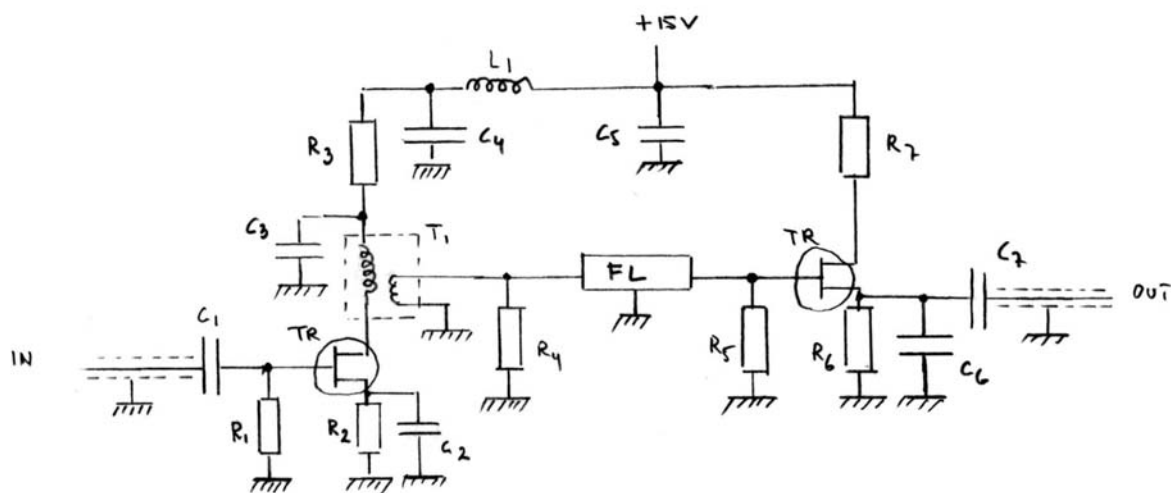 +15V
L1
R3
C4
C5
R7
C3
T1
TR
C7
FL
OUT
C1
TR
IN
R4
R5
R6
C6
R1
R2
C2